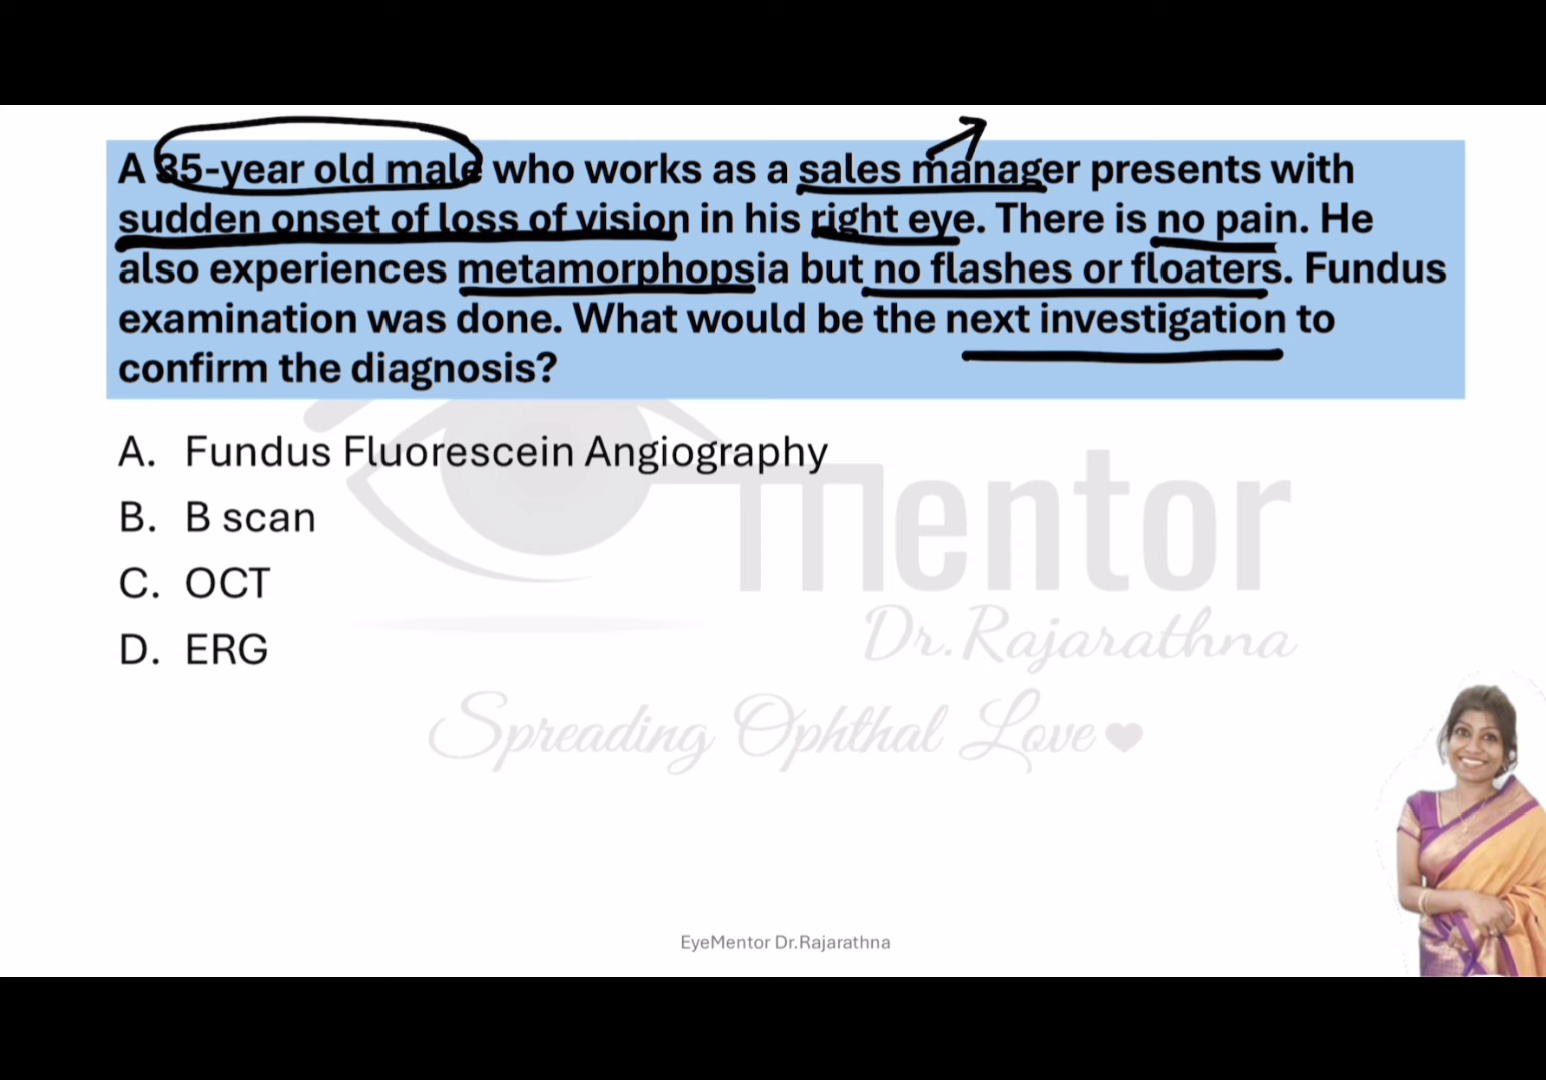 A 35-year old male who works as a sales manager presents with
sudden onset of loss of vision in his right eye. There is no pain. He
also experiences metamorphopsia but no flashes or floaters. Fundus
examination was done. What would be the next investigation to
confirm the diagnosis?
A. Fundus Fluorescein Angiography
B. B scan
C. OCT
D. ERG
mentor
Dr.Rajarathna
Spreading Ophthal Love
EyeMentor Dr.Rajarathna